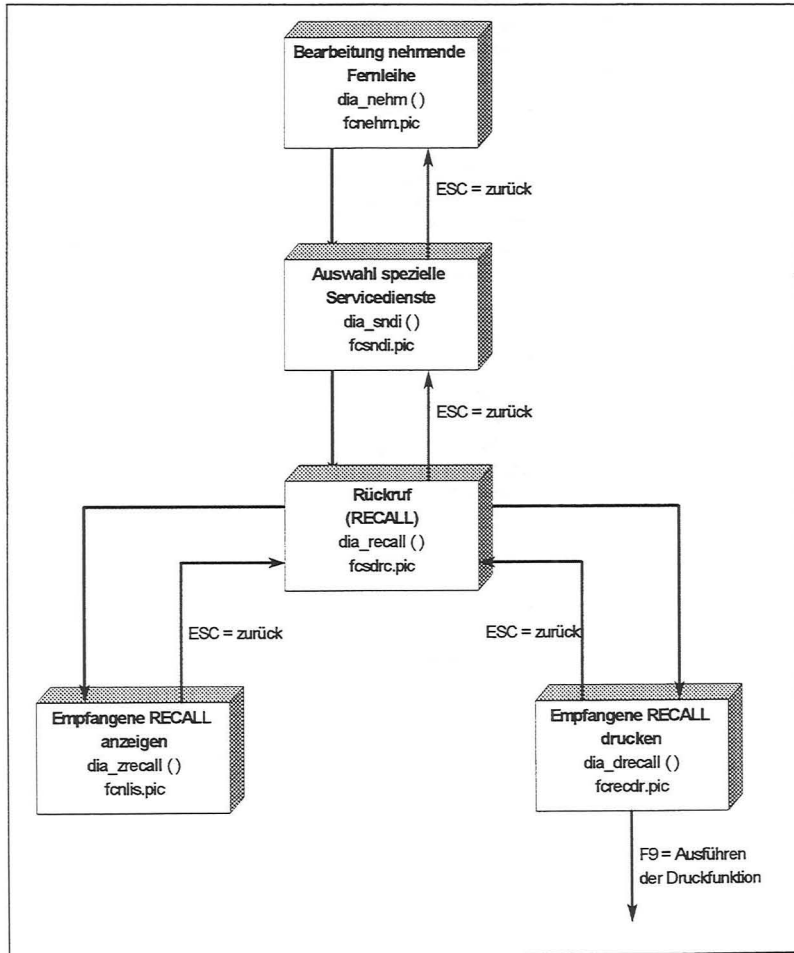 Bearbeitung nehmende
Fernleihe
dia_nehm ( )
fcnehm.pic
ESC = zurück
Auswahl spezielle
Servicedienste
dia_sndi ( )
fcsndi.pic
ESC = zurück
Rückruf
(RECALL)
dia_recall ( )
fcsdrc.pic
ESC = zurück
ESC = zurück
Empfangene RECALL
anzeigen
dia_zrecall ( )
fcnlis.pic
Empfangene RECALL
drucken
dia_drecall ( )
fcrecdr.pic
F9 = Ausführen
der Druckfunktion